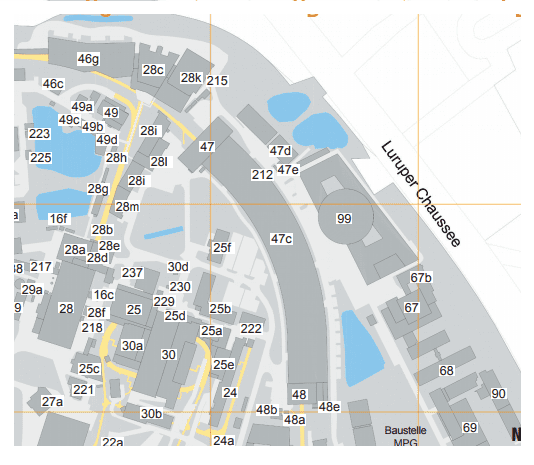 46g
28c
28k
215
46c
49a
49
49c
49b
223
28i
49d
47
47d
225
28h
28l
47e
212
28i
28g
Luruper Chaussee
28m
16f
99
28b
47c
28a
28e
25f
28d
217
30d
237
67b
29a
230
16c
229
28
25
25b
67
28f
25d
218
25a
222
30a
30
25c
25e
68
221
24
48
90
27a
48e
30b
48b
48a
69
Baustelle
MPG
N
22a
24a